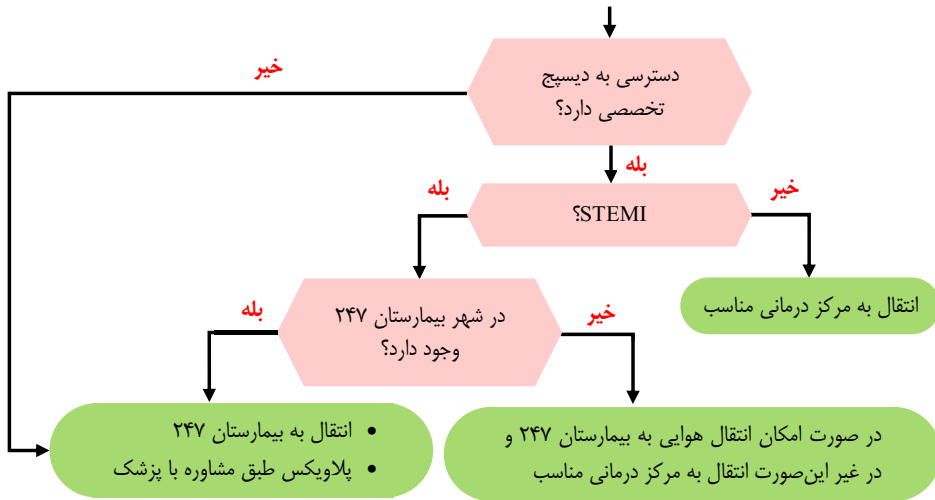 دسترسی به دیسپچ
تخصصی دارد؟
خیر
بله
STEMI؟
بله
خیر
انتقال به مرکز درمانی مناسب
در شهر بیمارستان ۲۴۷
وجود دارد؟
بله
خیر
• انتقال به بیمارستان ۲۴۷
• پلاویکس طبق مشاوره با پزشک
در صورت امکان انتقال هوایی به بیمارستان ۲۴۷ و
در غیر این‌صورت انتقال به مرکز درمانی مناسب